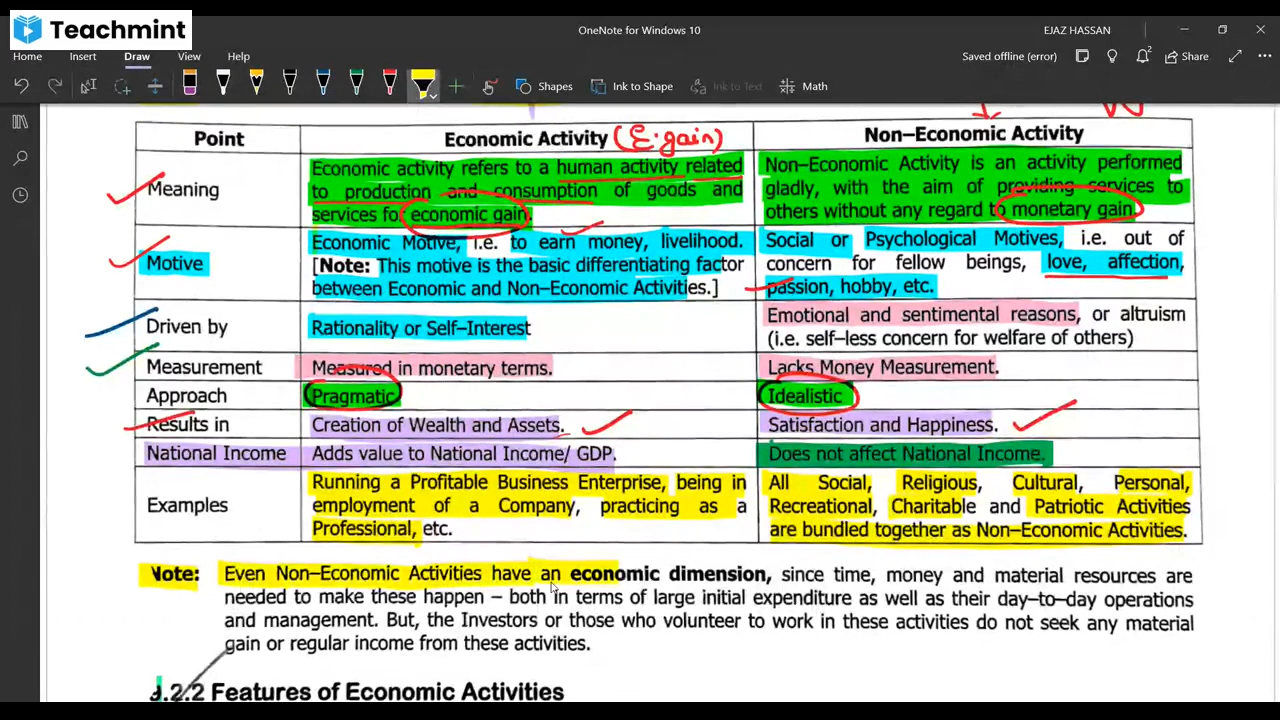 Teachmint
OneNote for Windows 10
EJAZ HASSAN
Home Insert Draw View Help
Saved offline (error)
Share
Shapes Ink to Shape Ink to Text Math
Point Economic Activity (E.gain) Non–Economic Activity
Meaning
Economic activity refers to a human activity related
to production and consumption of goods and
services for economic gain.
Non–Economic Activity is an activity performed
gladly, with the aim of providing services to
others without any regard to monetary gain.
Motive
Economic Motive, i.e. to earn money, livelihood.
[Note: This motive is the basic differentiating factor
between Economic and Non–Economic Activities.]
Social or Psychological Motives, i.e. out of
concern for fellow beings, love, affection,
passion, hobby, etc.
Driven by
Rationality or Self–Interest
Emotional and sentimental reasons, or altruism
(i.e. self–less concern for welfare of others)
Measurement Measured in monetary terms. Lacks Money Measurement.
Approach Pragmatic Idealistic
Results in Creation of Wealth and Assets. Satisfaction and Happiness.
National Income Adds value to National Income/ GDP. Does not affect National Income.
Examples
Running a Profitable Business Enterprise, being in
employment of a Company, practicing as a
Professional, etc.
All Social, Religious, Cultural, Personal,
Recreational, Charitable and Patriotic Activities
are bundled together as Non–Economic Activities.
Note: Even Non–Economic Activities have an economic dimension, since time, money and material resources are
needed to make these happen – both in terms of large initial expenditure as well as their day–to–day operations
and management. But, the Investors or those who volunteer to work in these activities do not seek any material
gain or regular income from these activities.
.2.2 Features of Economic Activities